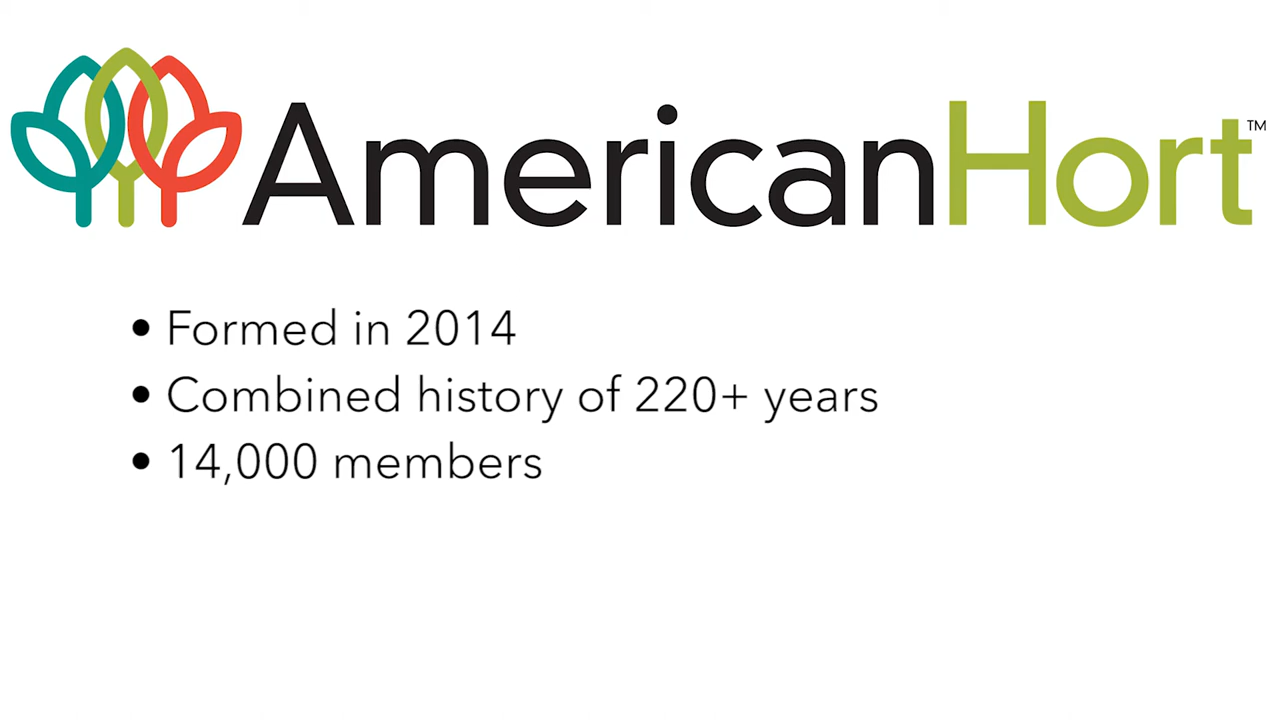 AmericanHort™
• Formed in 2014
• Combined history of 220+ years
• 14,000 members